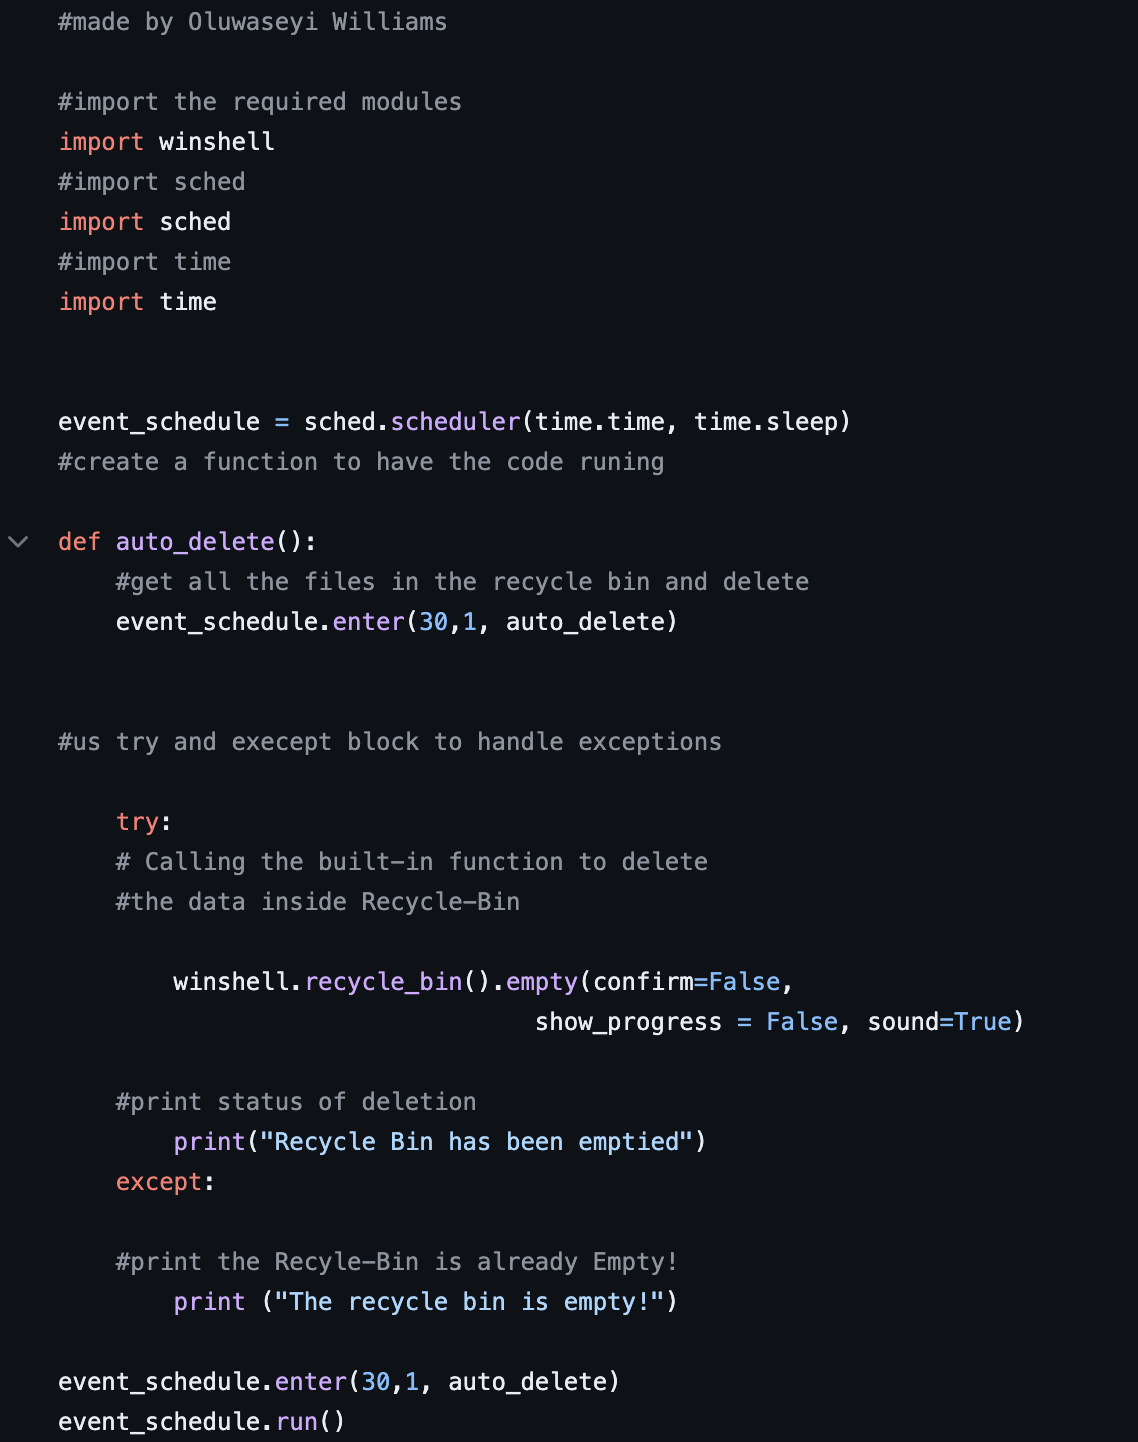 #made by Oluwaseyi Williams
#import the required modules
import winshell
#import sched
import sched
#import time
import time
event_schedule = sched.scheduler(time.time, time.sleep)
#create a function to have the code runing
def auto_delete():
    #get all the files in the recycle bin and delete
    event_schedule.enter(30,1, auto_delete)
#us try and execept block to handle exceptions
    try:
    # Calling the built-in function to delete
    #the data inside Recycle-Bin
        winshell.recycle_bin().empty(confirm=False,
                                 show_progress = False, sound=True)
    #print status of deletion
        print("Recycle Bin has been emptied")
    except:
    #print the Recyle-Bin is already Empty!
        print ("The recycle bin is empty!")
event_schedule.enter(30,1, auto_delete)
event_schedule.run()